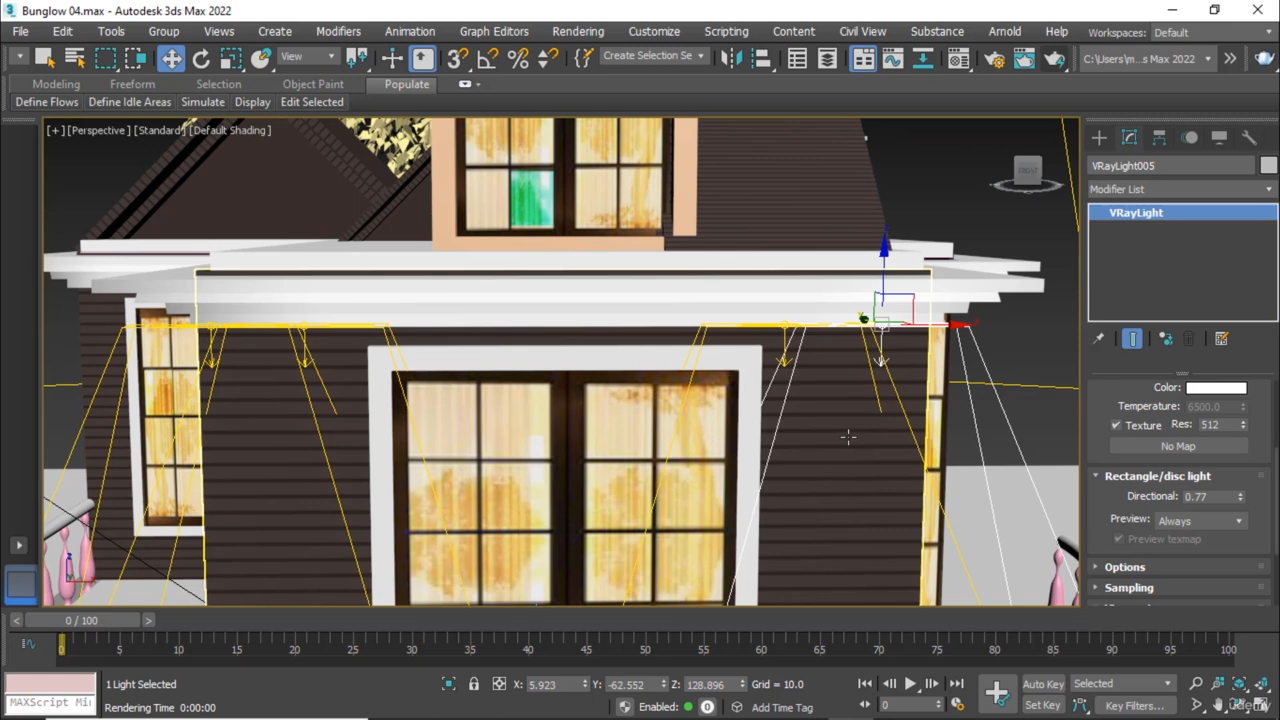 Bunglow 04.max - Autodesk 3ds Max 2022
File Edit Tools Group Views Create Modifiers Animation Graph Editors Rendering Customize Scripting Content Civil View Substance Arnold Help Workspaces: Default
View Create Selection Se C:\Users\m...s Max 2022
Modeling Freeform Selection Object Paint Populate
Define Flows Define Idle Areas Simulate Display Edit Selected
[+] [Perspective] [Standard] [Default Shading]
FRONT
VRayLight005
Modifier List
VRayLight
Color:
Temperature: 6500.0
Texture Res: 512
No Map
Rectangle/disc light
Directional: 0.77
Preview: Always
Preview texmap
Options
Sampling
0 / 100
0 5 10 15 20 25 30 35 40 45 50 55 60 65 70 75 80 85 90 95 100
1 Light Selected X: 5.923 Y: -62.552 Z: 128.896 Grid = 10.0 Auto Key Selected
MAXScript Mi
Rendering Time 0:00:00 Enabled: 0 Add Time Tag 0 Set Key Key Filters...
Udemy